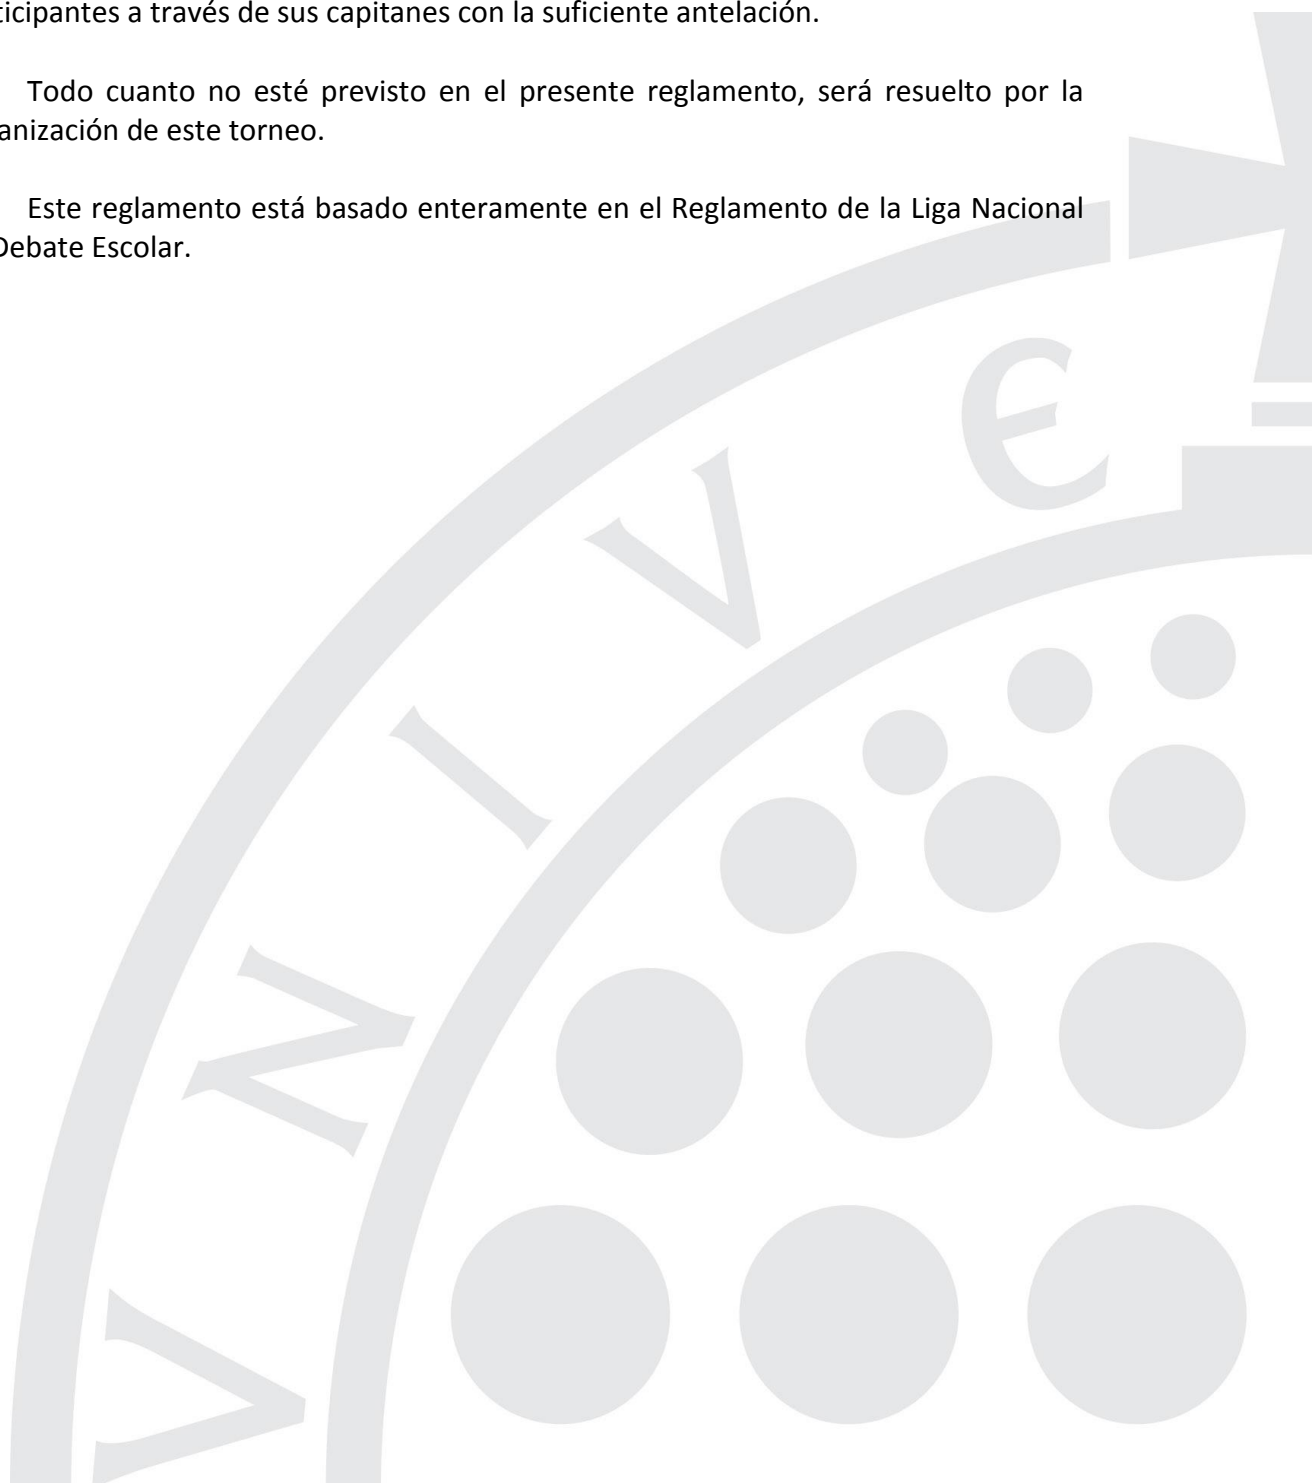 ticipantes a través de sus capitanes con la suficiente antelación.
Todo cuanto no esté previsto en el presente reglamento, será resuelto por la
anización de este torneo.
Este reglamento está basado enteramente en el Reglamento de la Liga Nacional
Debate Escolar.
V N I V E